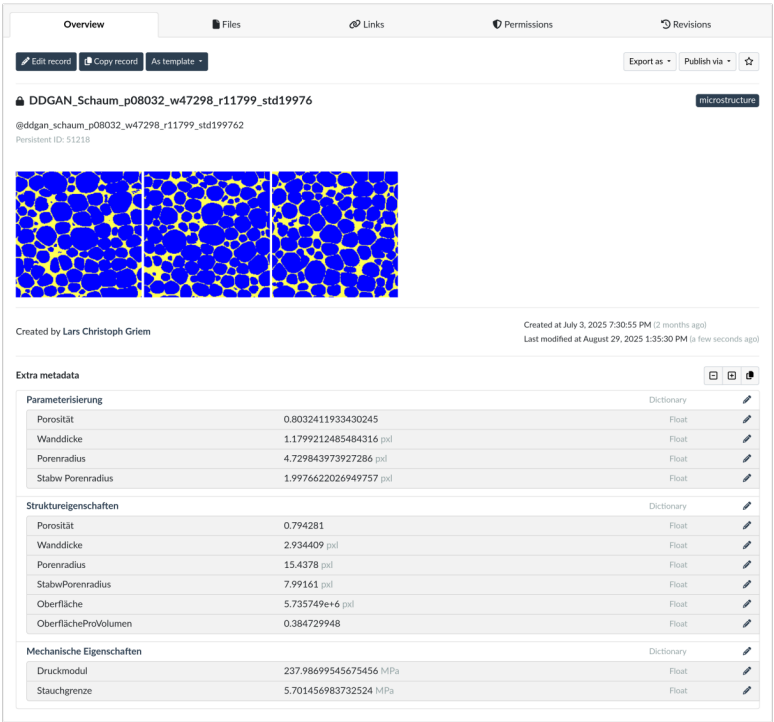 Overview Files Links Permissions Revisions
Edit record Copy record As template Export as Publish via
DDGAN_Schaum_p08032_w47298_r11799_std19976 microstructure
@ddgan_schaum_p08032_w47298_r11799_std199762
Persistent ID: 51218
Created by Lars Christoph Griem
Created at July 3, 2025 7:30:55 PM (2 months ago)
Last modified at August 29, 2025 1:35:30 PM (a few seconds ago)
Extra metadata
Parameterisierung Dictionary
Porosität 0.8032411933430245 Float
Wanddicke 1.1799212485484316 pxl Float
Porenradius 4.729843973927286 pxl Float
Stabw Porenradius 1.9976622026949757 pxl Float
Struktureigenschaften Dictionary
Porosität 0.794281 Float
Wanddicke 2.934409 pxl Float
Porenradius 15.4378 pxl Float
StabwPorenradius 7.99161 pxl Float
Oberfläche 5.735749e+6 pxl Float
OberflächeProVolumen 0.384729948 Float
Mechanische Eigenschaften Dictionary
Druckmodul 237.98699545675456 MPa Float
Stauchgrenze 5.701456983732524 MPa Float